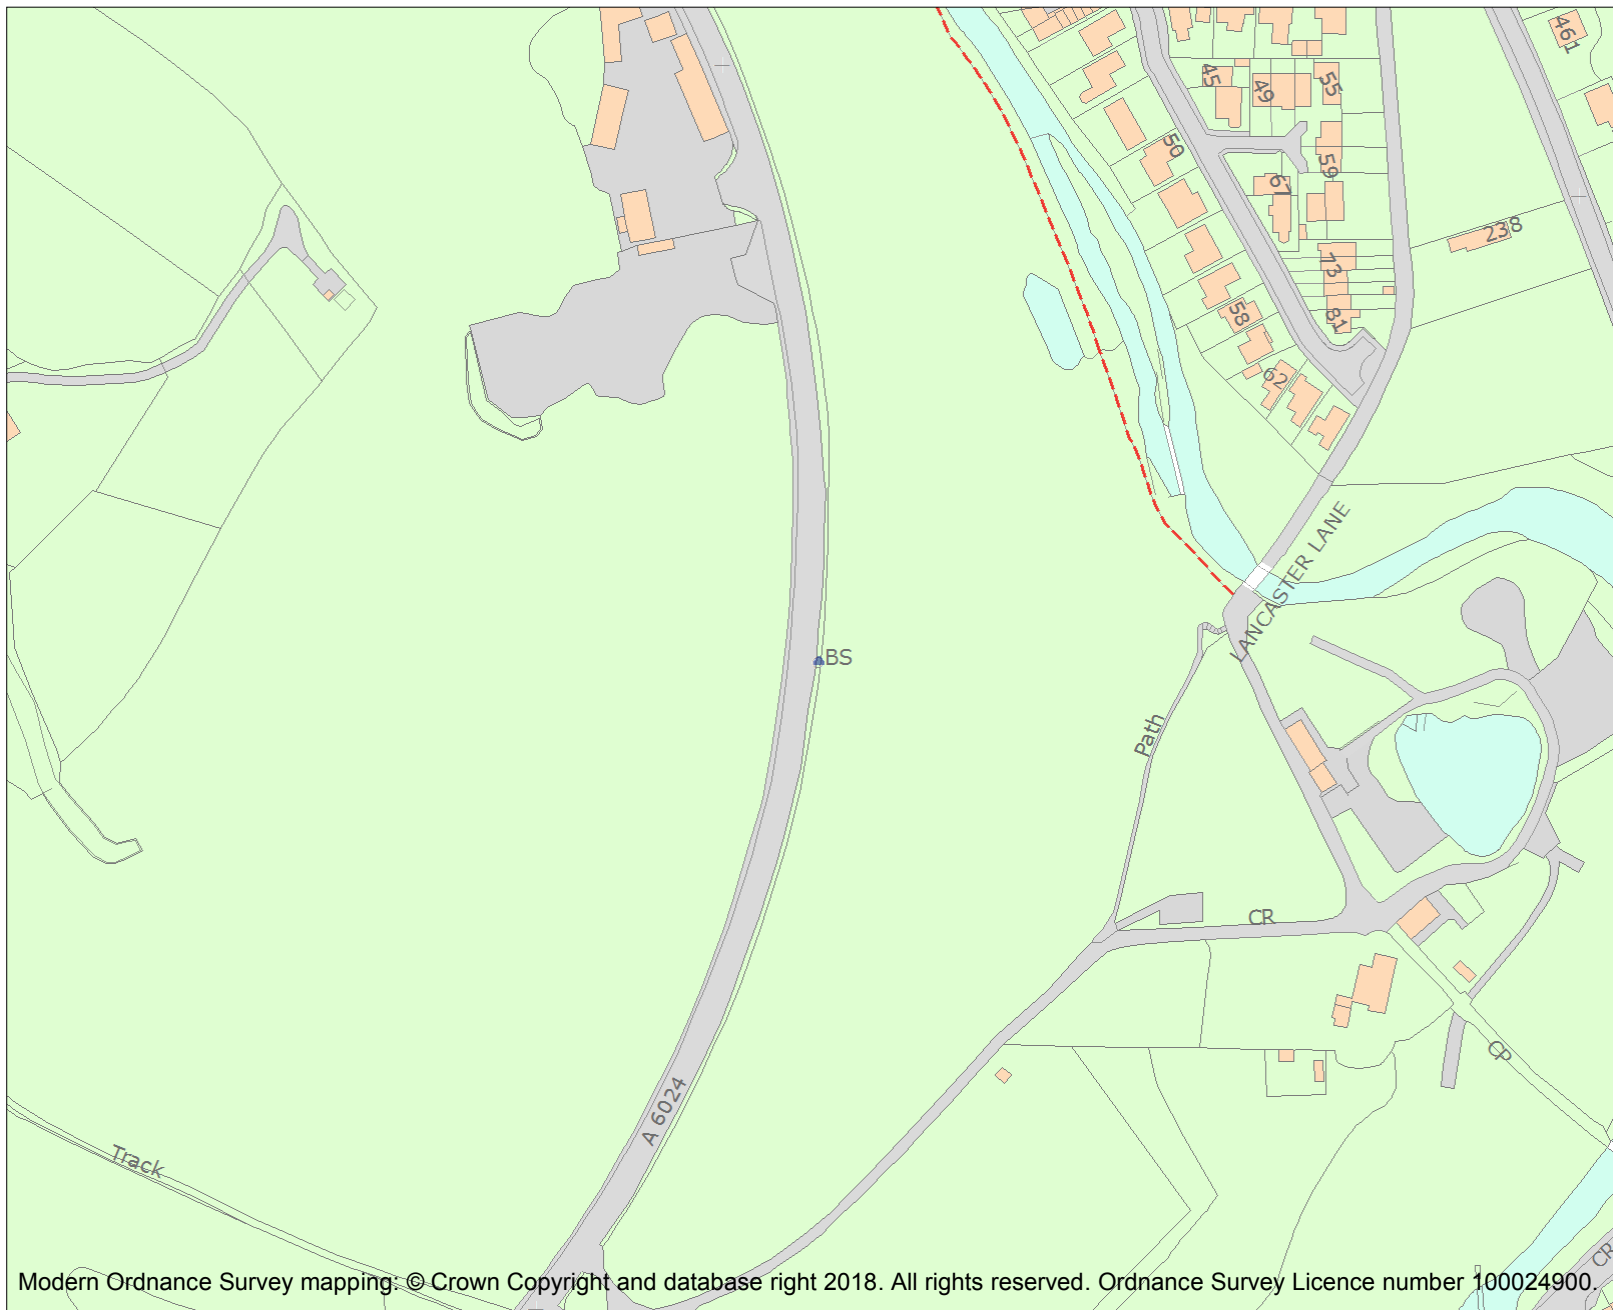 461
45
49
55
50
59
67
238
73
58
81
62
LANCASTER LANE
BS
Path
CR
CP
A 6024
Track
CR
Modern Ordnance Survey mapping: © Crown Copyright and database right 2018. All rights reserved. Ordnance Survey Licence number 100024900.